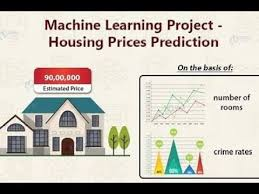 Machine Learning Project -
Housing Prices Prediction
On the basis of:
90,00,000
Estimated Price
number of
rooms
crime rates